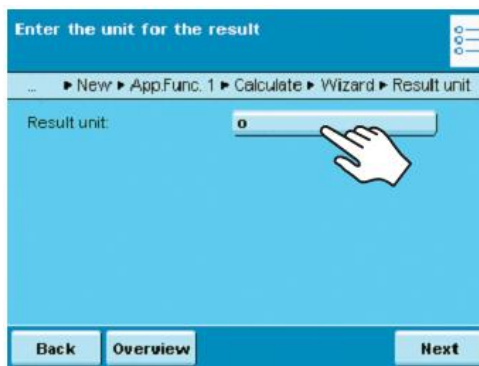 Enter the unit for the result
... ▸ New ▸ App.Func. 1 ▸ Calculate ▸ Wizard ▸ Result unit
Result unit:
o
Back Overview Next